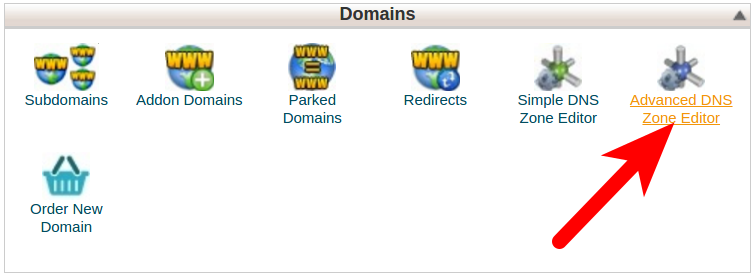 Domains
WWW WWW WWW
Subdomains
WWW
Addon Domains
WWW = WWW
Parked
Domains
WWW
Redirects
Simple DNS
Zone Editor
Advanced DNS
Zone Editor
Order New
Domain